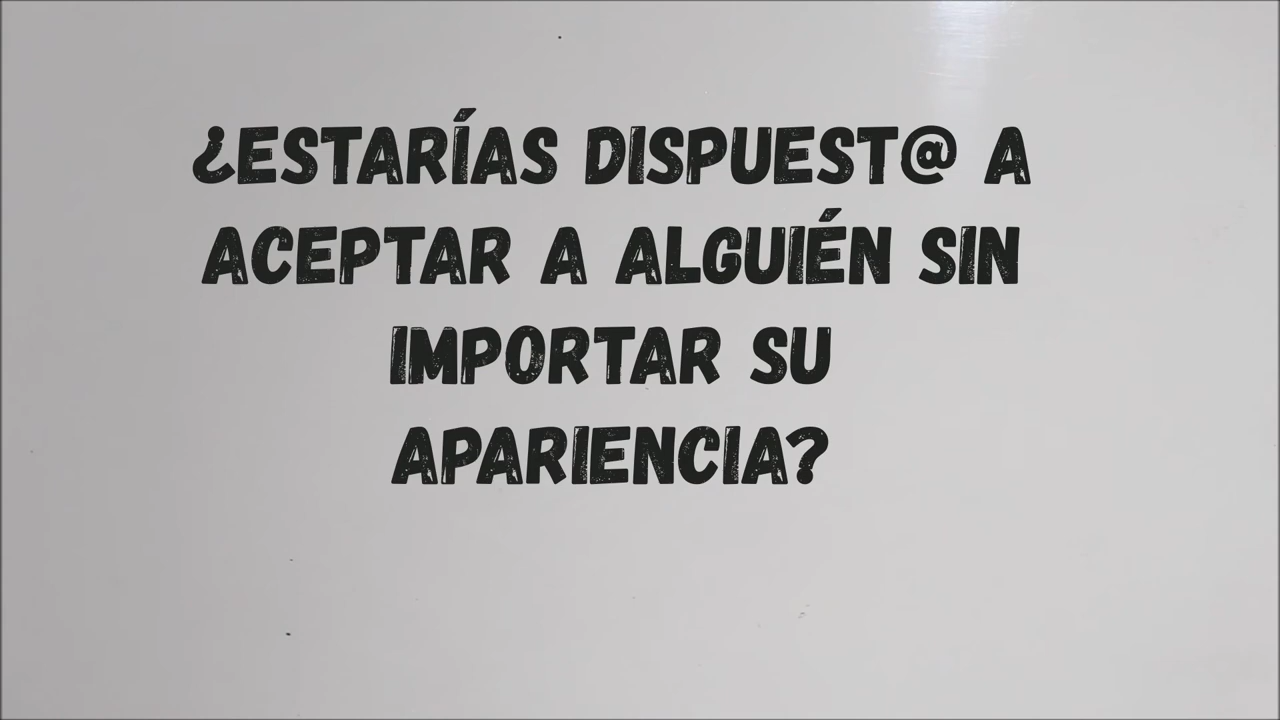 ¿ESTARÍAS DISPUEST@ A
ACEPTAR A ALGUIÉN SIN
IMPORTAR SU
APARIENCIA?